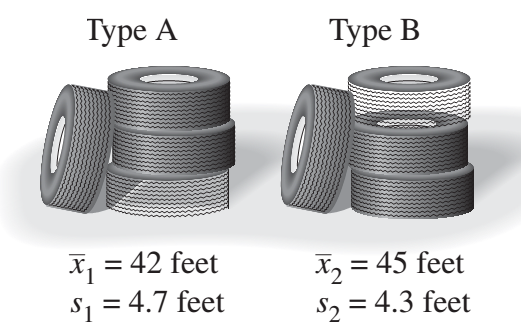 Type A
Type B
x̄₁ = 42 feet
s₁ = 4.7 feet
x̄₂ = 45 feet
s₂ = 4.3 feet